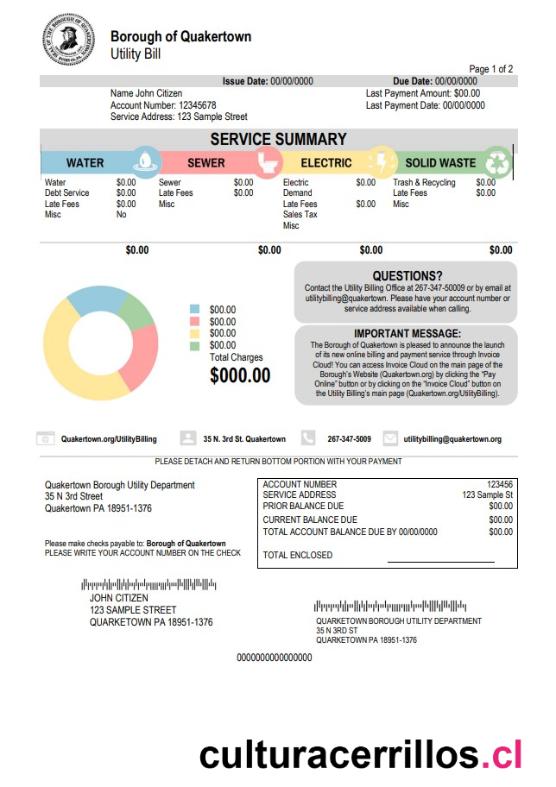 Borough of Quakertown
Utility Bill
Page 1 of 2
Issue Date: 00/00/0000 Due Date: 00/00/0000
Name John Citizen Last Payment Amount: $00.00
Account Number: 12345678 Last Payment Date: 00/00/0000
Service Address: 123 Sample Street
SERVICE SUMMARY
WATER SEWER ELECTRIC SOLID WASTE
Water $0.00 Sewer $0.00 Electric $0.00 Trash & Recycling $0.00
Debt Service $0.00 Late Fees $0.00 Demand Late Fees $0.00
Late Fees $0.00 Misc Late Fees $0.00 Misc
Misc No Sales Tax
Misc
$0.00 $0.00 $0.00 $0.00
QUESTIONS?
Contact the Utility Billing Office at 267-347-50009 or by email at
utilitybilling@quakertown. Please have your account number or
service address available when calling.
$00.00
$00.00
$00.00
$00.00
Total Charges
$000.00
IMPORTANT MESSAGE:
The Borough of Quakertown is pleased to announce the launch
of its new online billing and payment service through Invoice
Cloud! You can access Invoice Cloud on the main page of the
Borough's Website (Quakertown.org) by clicking the "Pay
Online" button or by clicking on the "Invoice Cloud" button on
the Utility Billing's main page (Quakertown.org/UtilityBilling).
Quakertown.org/UtilityBilling 35 N. 3rd St. Quakertown 267-347-5009 utilitybilling@quakertown.org
PLEASE DETACH AND RETURN BOTTOM PORTION WITH YOUR PAYMENT
Quakertown Borough Utility Department
35 N 3rd Street
Quakertown PA 18951-1376
Please make checks payable to: Borough of Quakertown
PLEASE WRITE YOUR ACCOUNT NUMBER ON THE CHECK
ACCOUNT NUMBER 123456
SERVICE ADDRESS 123 Sample St
PRIOR BALANCE DUE $00.00
CURRENT BALANCE DUE $00.00
TOTAL ACCOUNT BALANCE DUE BY 00/00/0000 $00.00
TOTAL ENCLOSED
JOHN CITIZEN
123 SAMPLE STREET
QUARKETOWN PA 18951-1376
QUARKETOWN BOROUGH UTILITY DEPARTMENT
35 N 3RD ST
QUARKETOWN PA 18951-1376
0000000000000000
culturacerrillos.cl